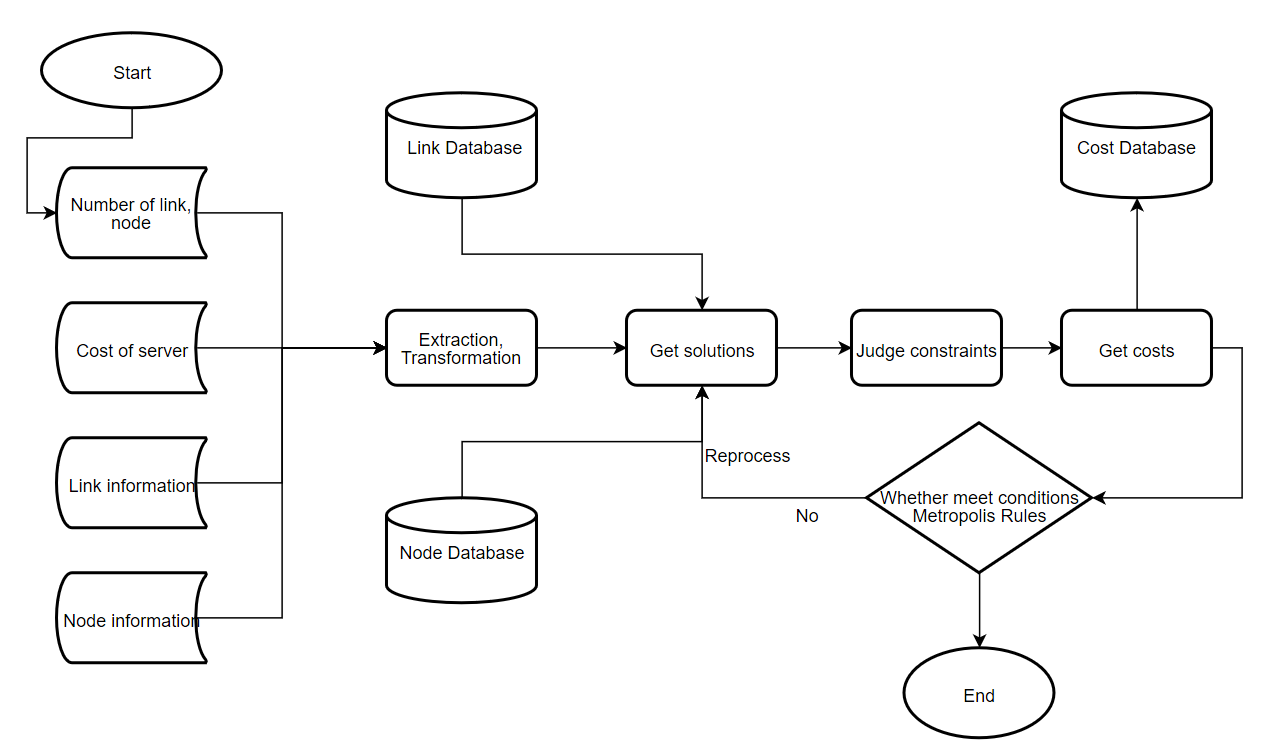 Start
Number of link,
node
Cost of server
Link information
Node information
Link Database
Extraction,
Transformation
Node Database
Get solutions
Judge constraints
Get costs
Cost Database
Reprocess
No
Whether meet conditions
Metropolis Rules
End